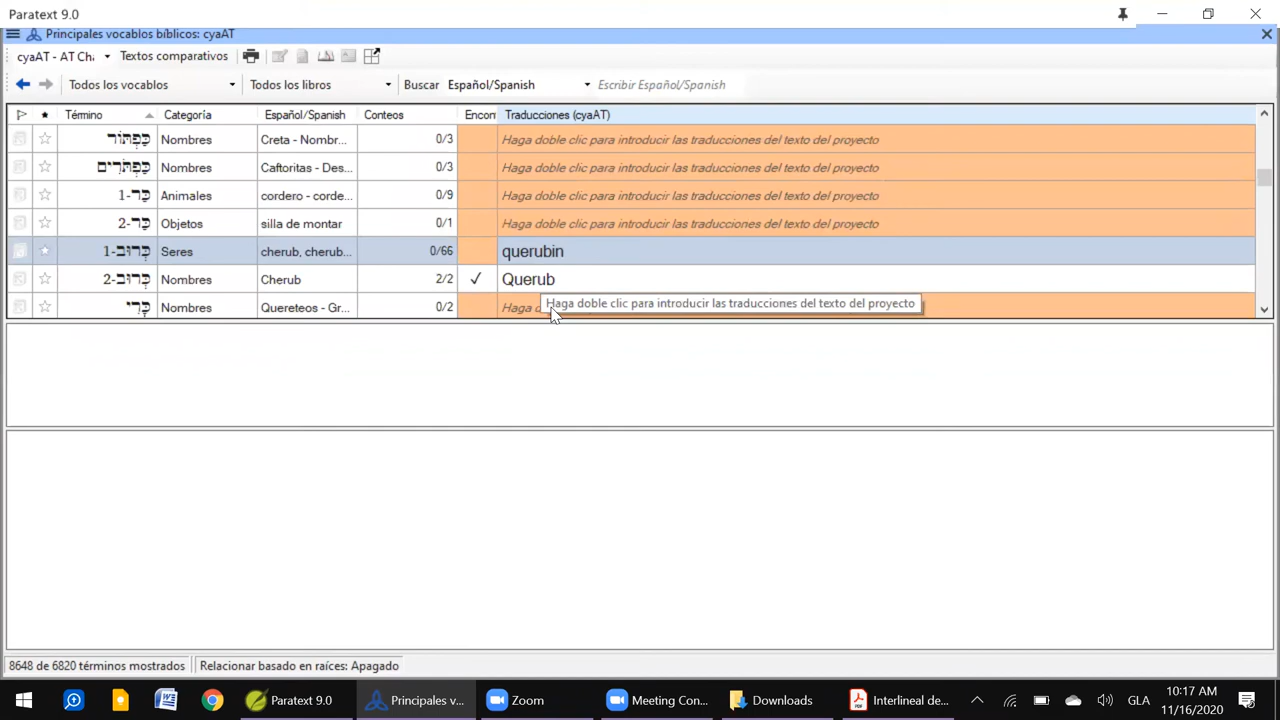 Paratext 9.0
Principales vocablos bíblicos: cyaAT
cyaAT - AT Cha Textos comparativos
Todos los vocablos Todos los libros Buscar Español/Spanish Escribir Español/Spanish
Término Categoría Español/Spanish Conteos Encon Traducciones (cyaAT)
כַּפְתּוֹר Nombres Creta - Nombr... 0/3 Haga doble clic para introducir las traducciones del texto del proyecto
כַּפְתֹּרִים Nombres Caftoritas - Des... 0/3 Haga doble clic para introducir las traducciones del texto del proyecto
כַּר-1 Animales cordero - corde... 0/9 Haga doble clic para introducir las traducciones del texto del proyecto
כַּר-2 Objetos silla de montar 0/1 Haga doble clic para introducir las traducciones del texto del proyecto
כְּרוּב-1 Seres cherub, cherub... 0/66 querubin
כְּרוּב-2 Nombres Cherub 2/2 ✓ Querub
Haga doble clic para introducir las traducciones del texto del proyecto
כָּרִי Nombres Quereteos - Gr... 0/2 Haga d
8648 de 6820 términos mostrados Relacionar basado en raíces: Apagado
Paratext 9.0 Principales v... Zoom Meeting Con... Downloads Interlineal de... GLA 10:17 AM
11/16/2020